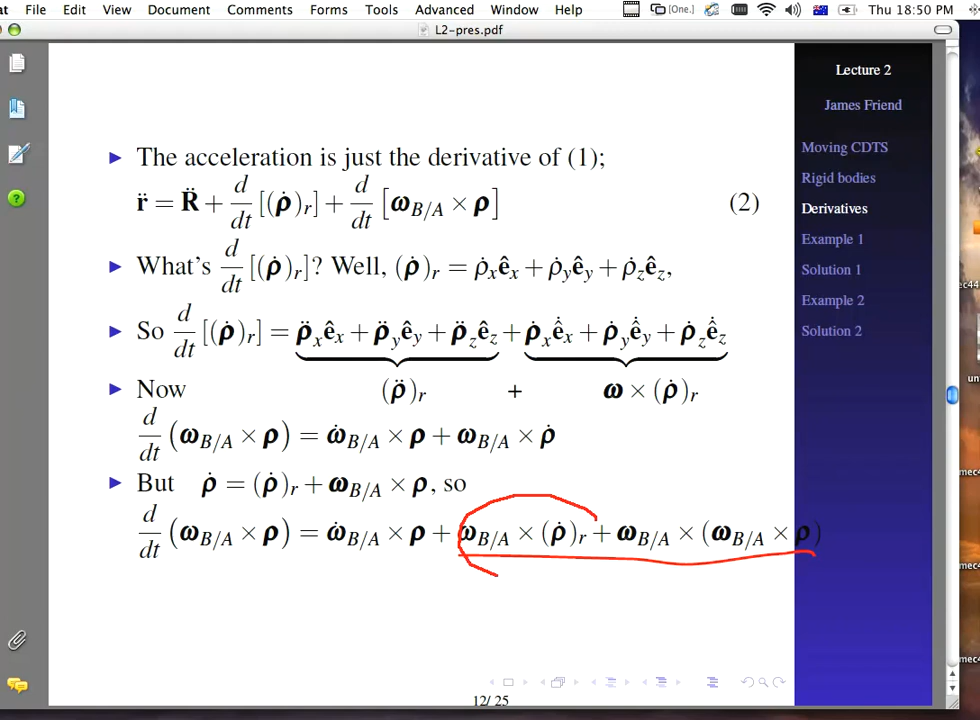 File Edit View Document Comments Forms Tools Advanced Window Help [One.] Thu 18:50 PM
L2-pres.pdf
Lecture 2
James Friend
Moving CDTS
Rigid bodies
Derivatives
Example 1
Solution 1
Example 2
Solution 2
▶ The acceleration is just the derivative of (1);
r̈ = R̈ + d/dt [(ρ̇)_r] + d/dt [ω_{B/A} × ρ] (2)
▶ What's d/dt [(ρ̇)_r]? Well, (ρ̇)_r = ρ̇_x ê_x + ρ̇_y ê_y + ρ̇_z ê_z,
▶ So d/dt [(ρ̇)_r] = ρ̈_x ê_x + ρ̈_y ê_y + ρ̈_z ê_z + ρ̇_x ê̇_x + ρ̇_y ê̇_y + ρ̇_z ê̇_z
▶ Now (ρ̈)_r + ω × (ρ̇)_r
d/dt (ω_{B/A} × ρ) = ω̇_{B/A} × ρ + ω_{B/A} × ρ̇
▶ But ρ̇ = (ρ̇)_r + ω_{B/A} × ρ, so
d/dt (ω_{B/A} × ρ) = ω̇_{B/A} × ρ + ω_{B/A} × (ρ̇)_r + ω_{B/A} × (ω_{B/A} × ρ)
12/ 25